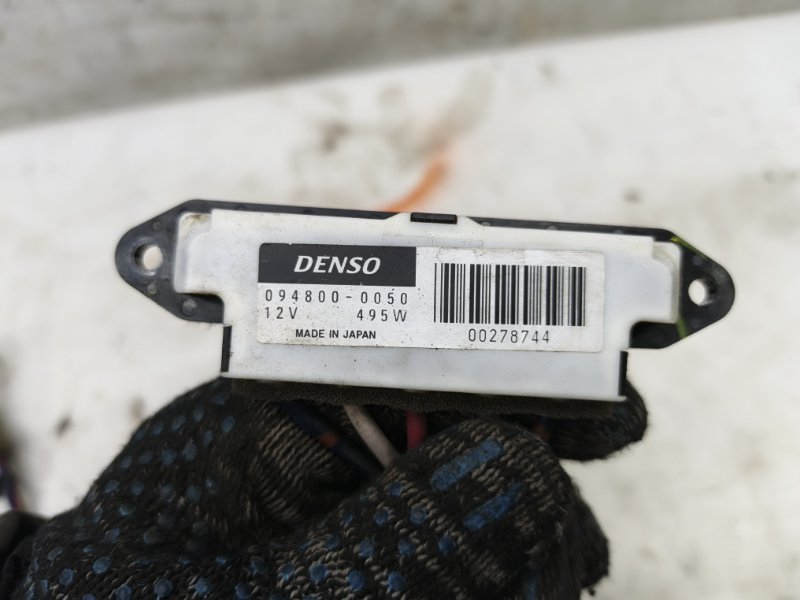 DENSO
094800-0050
12V 495W
MADE IN JAPAN
00278744